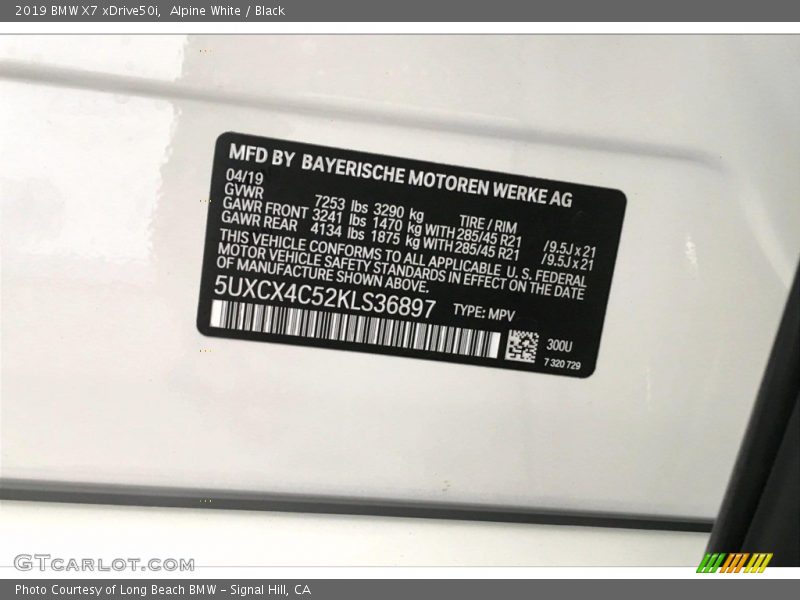 2019 BMW X7 xDrive50i, Alpine White / Black
MFD BY BAYERISCHE MOTOREN WERKE AG
04/19
GVWR 7253 lbs 3290 kg TIRE / RIM
GAWR FRONT 3241 lbs 1470 kg WITH 285/45 R21 /9.5J x 21
GAWR REAR 4134 lbs 1875 kg WITH 285/45 R21 /9.5J x 21
THIS VEHICLE CONFORMS TO ALL APPLICABLE U. S. FEDERAL
MOTOR VEHICLE SAFETY STANDARDS IN EFFECT ON THE DATE
OF MANUFACTURE SHOWN ABOVE.
5UXCX4C52KLS36897 TYPE: MPV
300U
7 320 729
GTcarlot.com
Photo Courtesy of Long Beach BMW - Signal Hill, CA